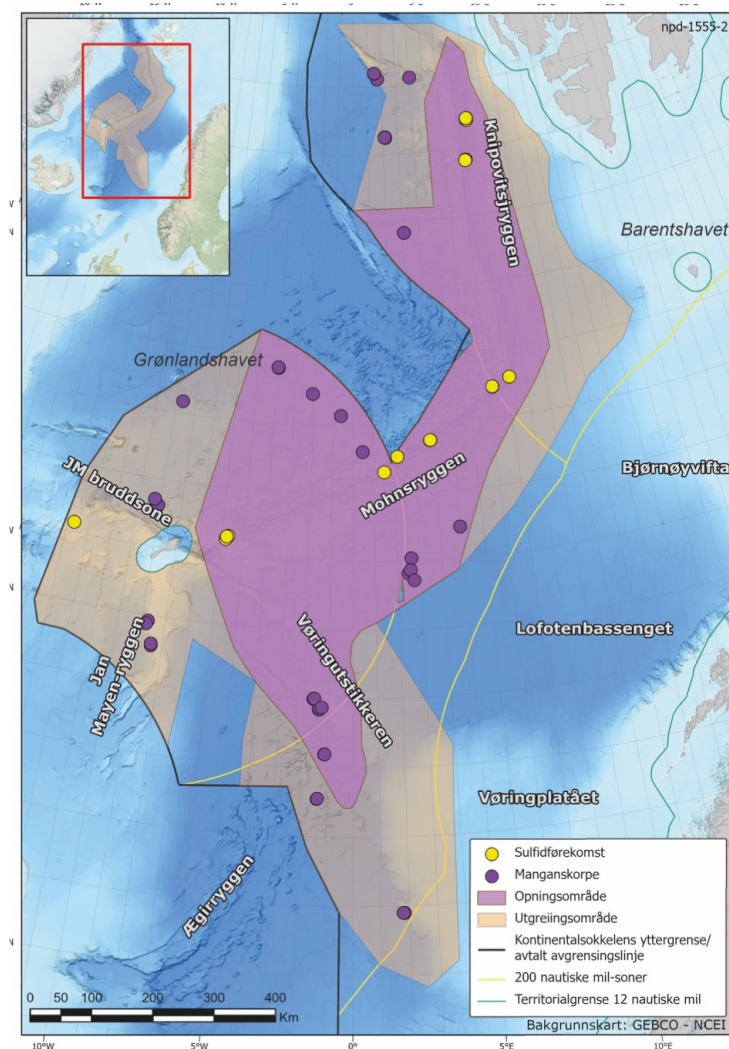 npd-1555-2
Knipovitsjryggen
Barentshavet
Grønlandshavet
JM bruddsone
Mohnsryggen
Bjørnøyvifta
Lofotenbassenget
Jan
Mayen-ryggen
Vøringutstikkeren
Vøringplatået
Ægirryggen
Sulfidførekomst
Manganskorpe
Opningsområde
Utgreiingsområde
Kontinentalsokkelens yttergrense/
avtalt avgrensingslinje
200 nautiske mil-soner
Territorialgrense 12 nautiske mil
Bakgrunnskart: GEBCO - NCEI
0 50 100 200 300 400
Km
10°W 5°W 0° 5°E 10°E